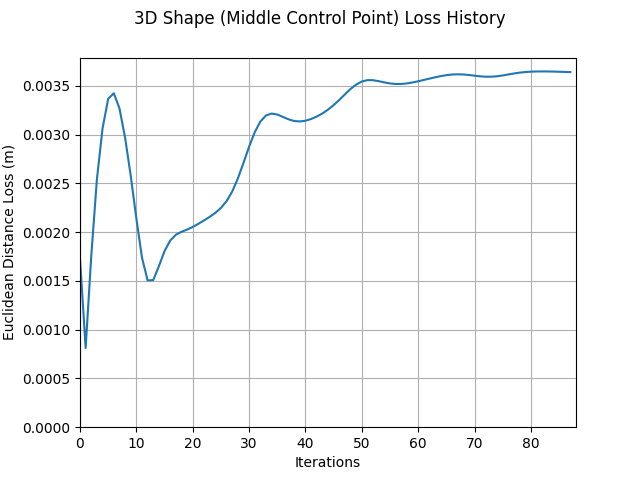 3D Shape (Middle Control Point) Loss History
0.0035
0.0030
0.0025
0.0020
0.0015
0.0010
0.0005
0.0000
Euclidean Distance Loss (m)
0 10 20 30 40 50 60 70 80
Iterations